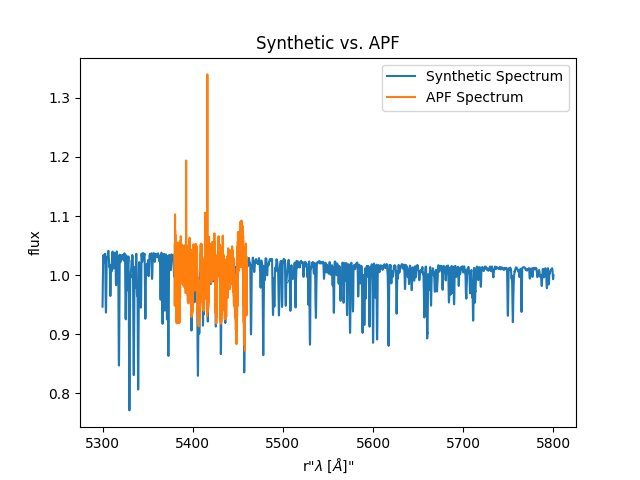 Synthetic vs. APF
Synthetic Spectrum
APF Spectrum
1.3
1.2
1.1
1.0
0.9
0.8
flux
5300 5400 5500 5600 5700 5800
r"λ [Å]"